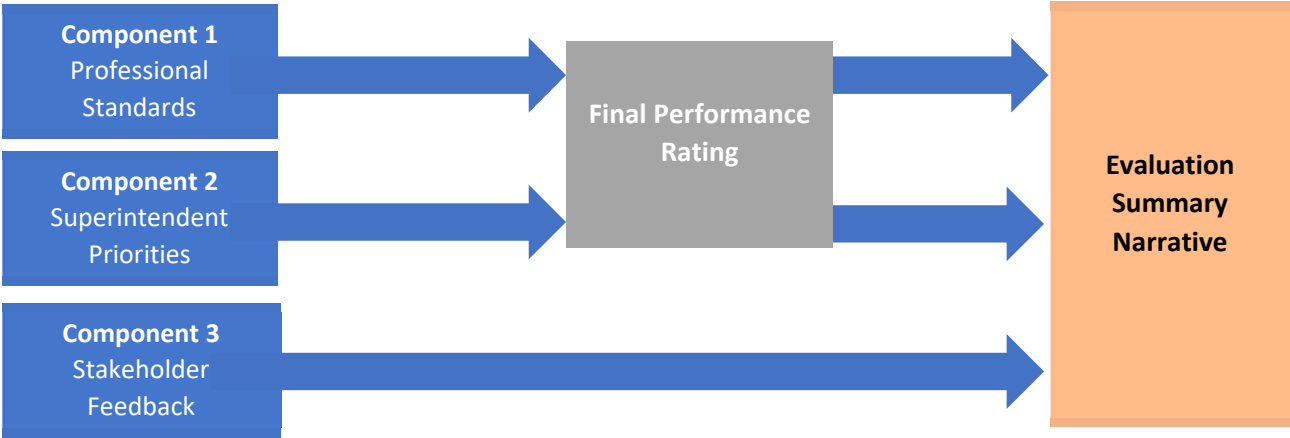 Component 1
Professional
Standards
Component 2
Superintendent
Priorities
Component 3
Stakeholder
Feedback
Final Performance
Rating
Evaluation
Summary
Narrative